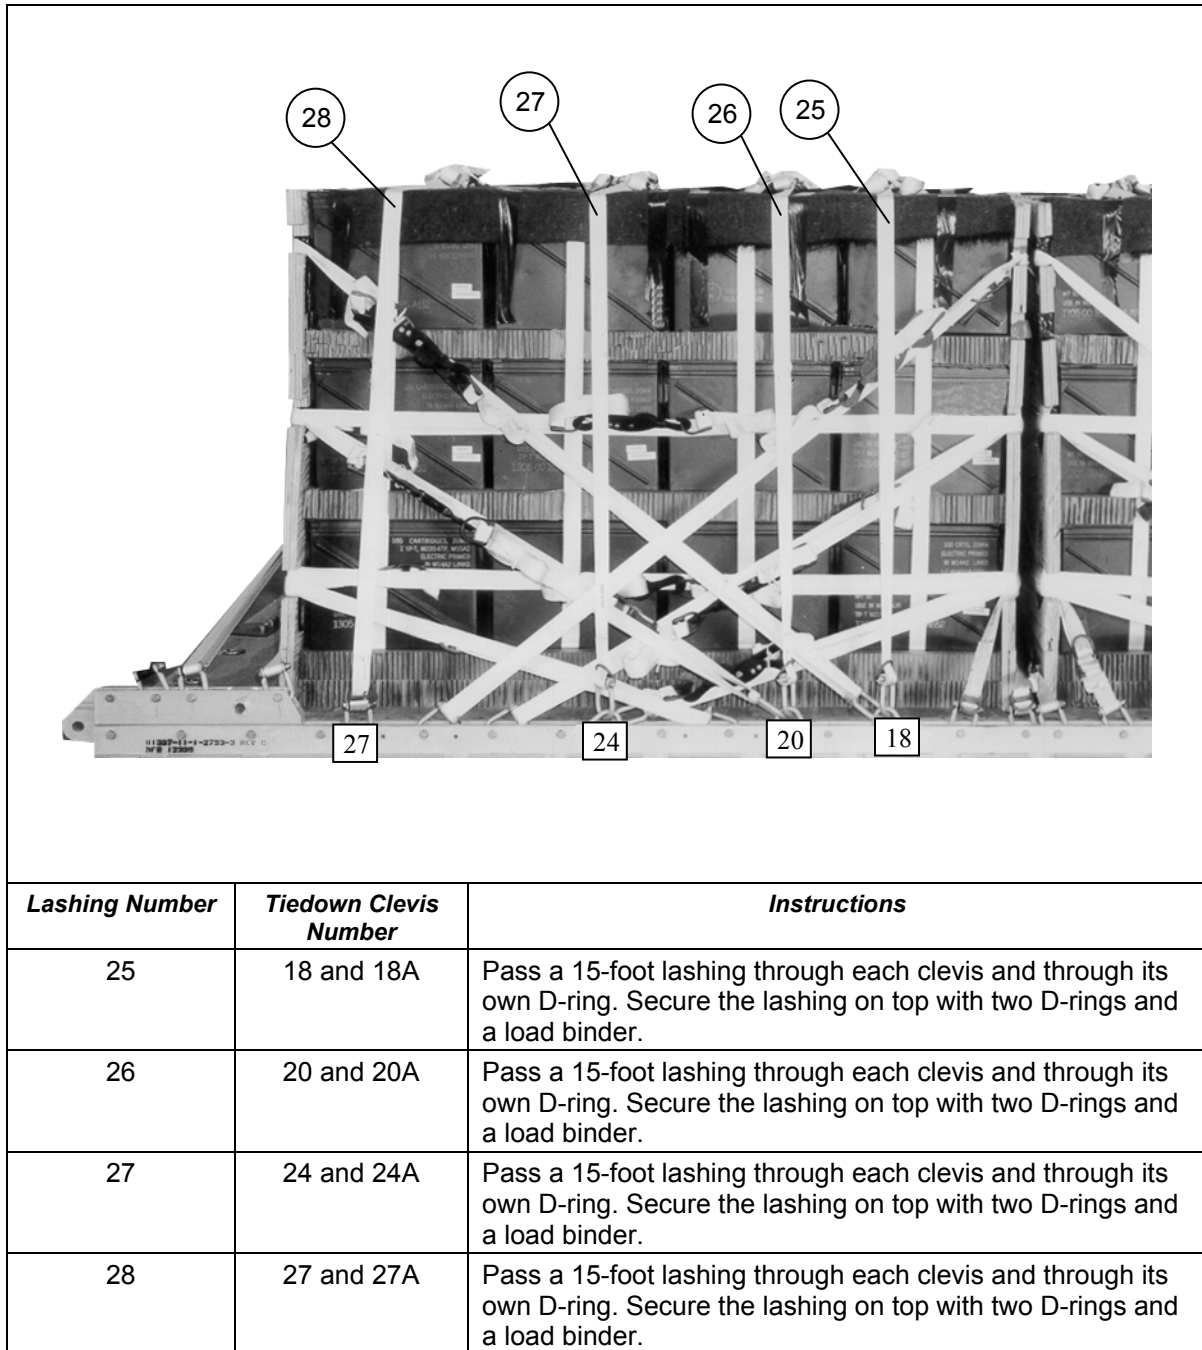 28
27
26
25
100 CARTRIDGES, 20MM
ELECTRIC PRIMED
1305
27
24
20
18
Lashing Number
Tiedown Clevis
Number
Instructions
25
18 and 18A
Pass a 15-foot lashing through each clevis and through its
own D-ring. Secure the lashing on top with two D-rings and
a load binder.
26
20 and 20A
Pass a 15-foot lashing through each clevis and through its
own D-ring. Secure the lashing on top with two D-rings and
a load binder.
27
24 and 24A
Pass a 15-foot lashing through each clevis and through its
own D-ring. Secure the lashing on top with two D-rings and
a load binder.
28
27 and 27A
Pass a 15-foot lashing through each clevis and through its
own D-ring. Secure the lashing on top with two D-rings and
a load binder.